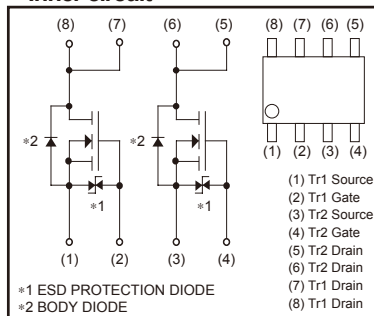 Inner circuit
(8) (7) (6) (5)
(8) (7) (6) (5)
*2
*2
*1
*1
(1) (2) (3) (4)
(1) (2) (3) (4)
(1) Tr1 Source
(2) Tr1 Gate
(3) Tr2 Source
(4) Tr2 Gate
(5) Tr2 Drain
(6) Tr2 Drain
(7) Tr1 Drain
(8) Tr1 Drain
*1 ESD PROTECTION DIODE
*2 BODY DIODE